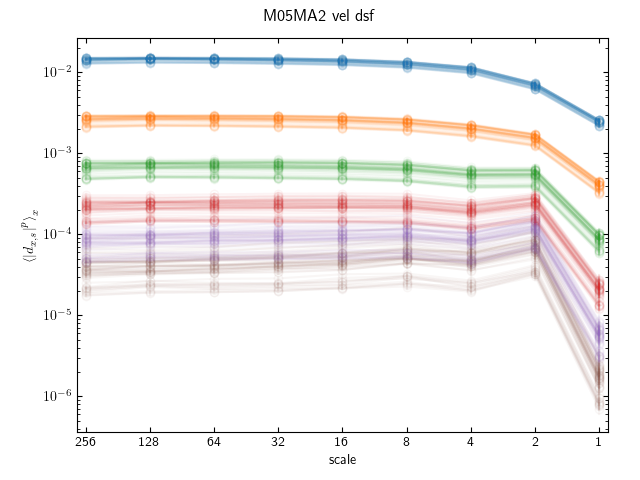 M05MA2 vel dsf
⟨|d_{x,s}|^p⟩_x
10^{-2}
10^{-3}
10^{-4}
10^{-5}
10^{-6}
256 128 64 32 16 8 4 2 1
scale